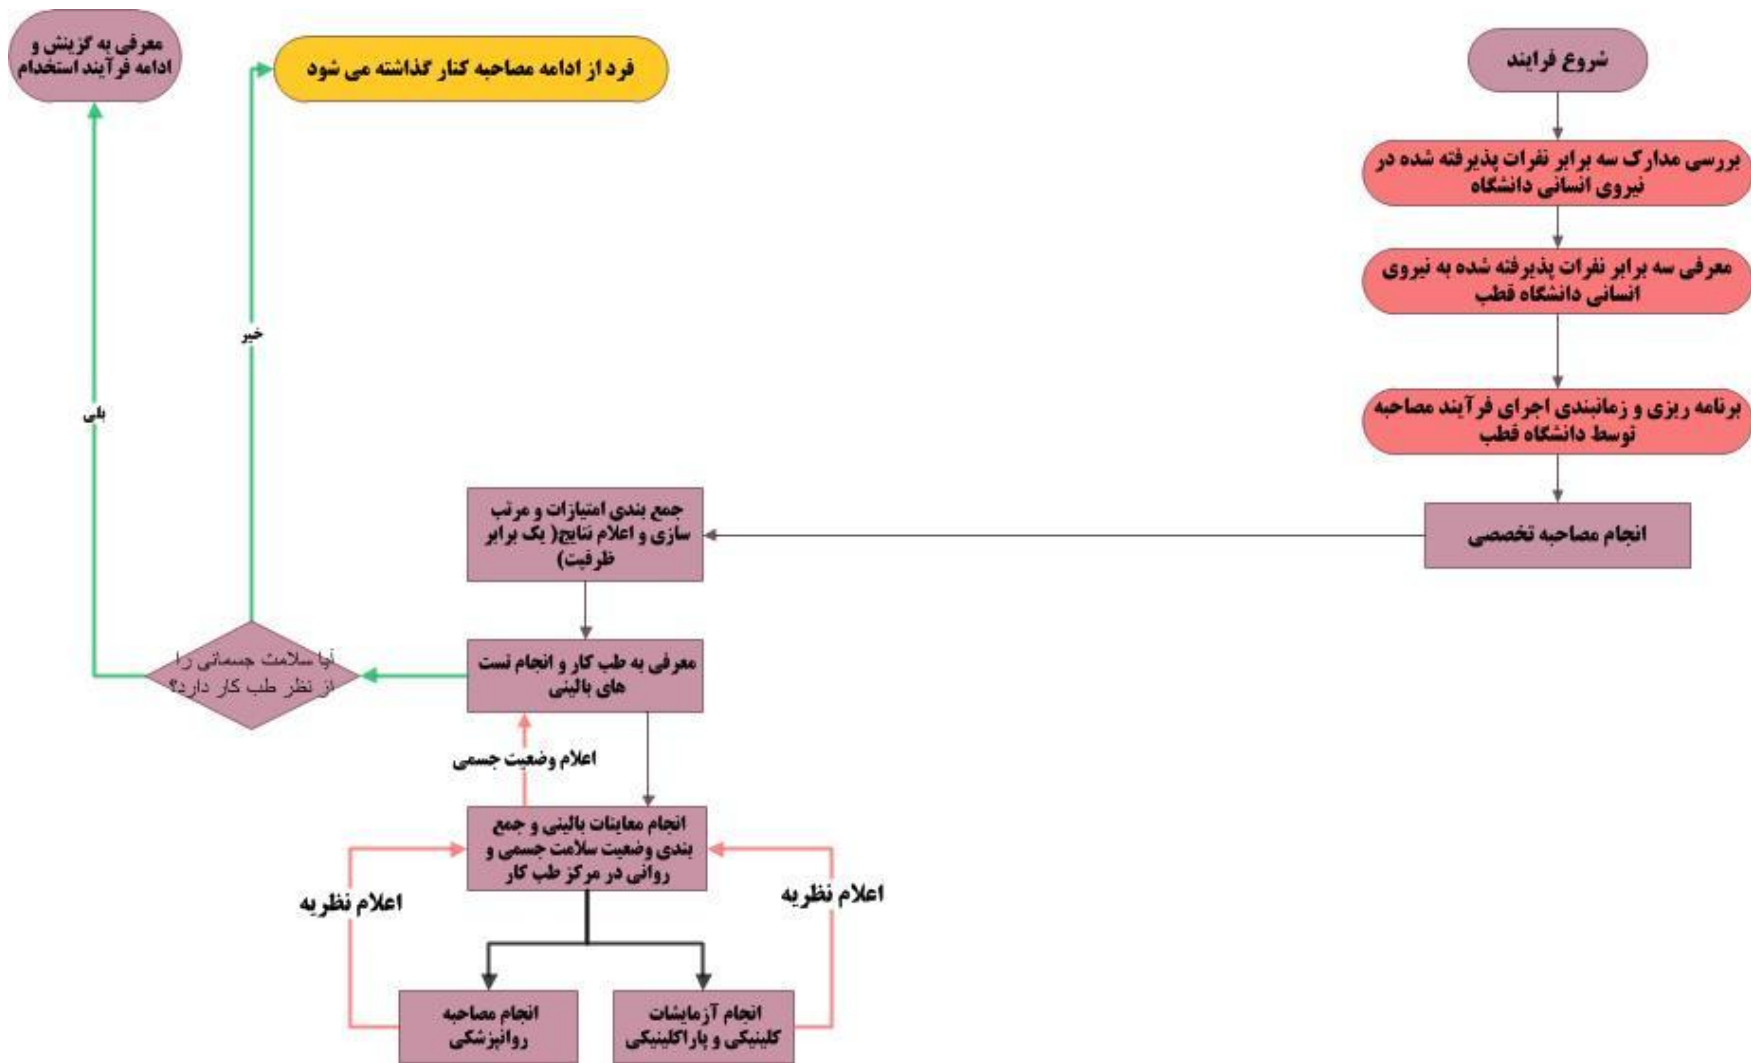 شروع فرایند
بررسی مدارک سه برابر نفرات پذیرفته شده در
نیروی انسانی دانشگاه
معرفی سه برابر نفرات پذیرفته شده به نیروی
انسانی دانشگاه قطب
برنامه ریزی و زمانبندی اجرای فرآیند مصاحبه
توسط دانشگاه قطب
انجام مصاحبه تخصصی
جمع بندی امتیازات و مرتب
سازی و اعلام نتایج( یک برابر
ظرفیت)
معرفی به طب کار و انجام تست
های بالینی
اعلام وضعیت جسمی
انجام معاینات بالینی و جمع
بندی وضعیت سلامت جسمی و
روانی در مرکز طب کار
اعلام نظریه
اعلام نظریه
انجام آزمایشات
کلینیکی و پاراکلینیکی
انجام مصاحبه
روانپزشکی
آیا سلامت جسمانی را
از نظر طب کار دارد؟
خیر
فرد از ادامه مصاحبه کنار گذاشته می شود
بلی
معرفی به گزینش و
ادامه فرآیند استخدام